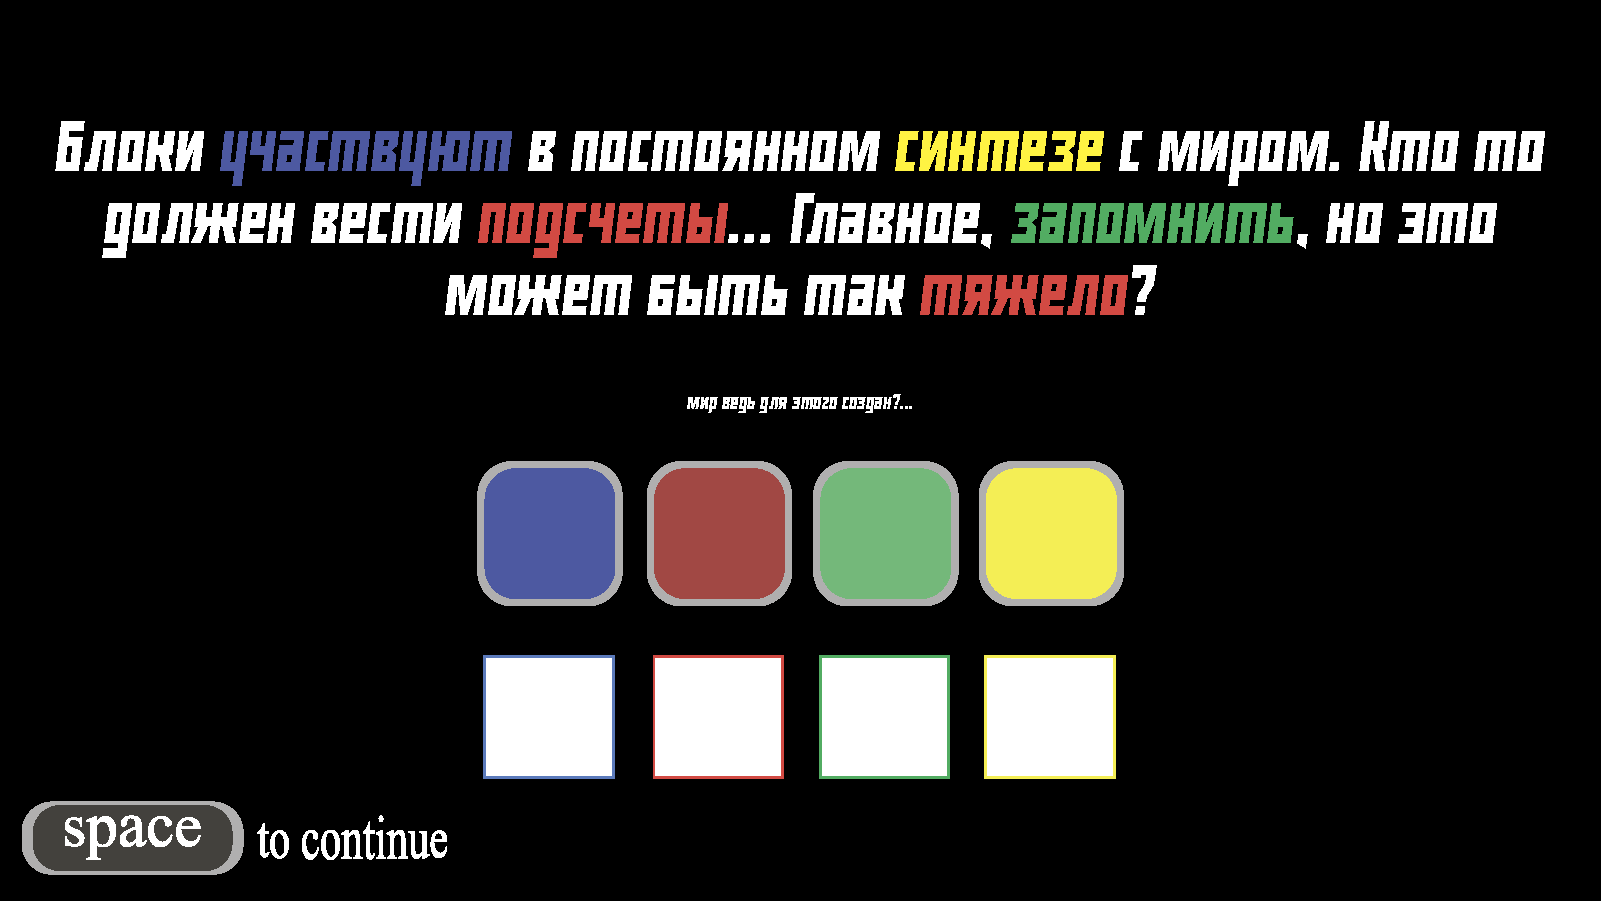 Блоки участвуют в постоянном синтезе с миром. Кто то
должен вести подсчеты... Главное, запомнить, но это
может быть так тяжело?
мир ведь для этого создан?...
space to continue